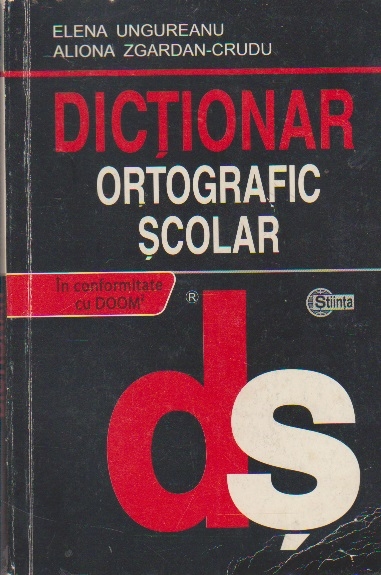 ELENA UNGUREANU
ALIONA ZGARDAN-CRUDU
DICȚIONAR
ORTOGRAFIC
ȘCOLAR
În conformitate
cu DOOM²
®
Știința
dș